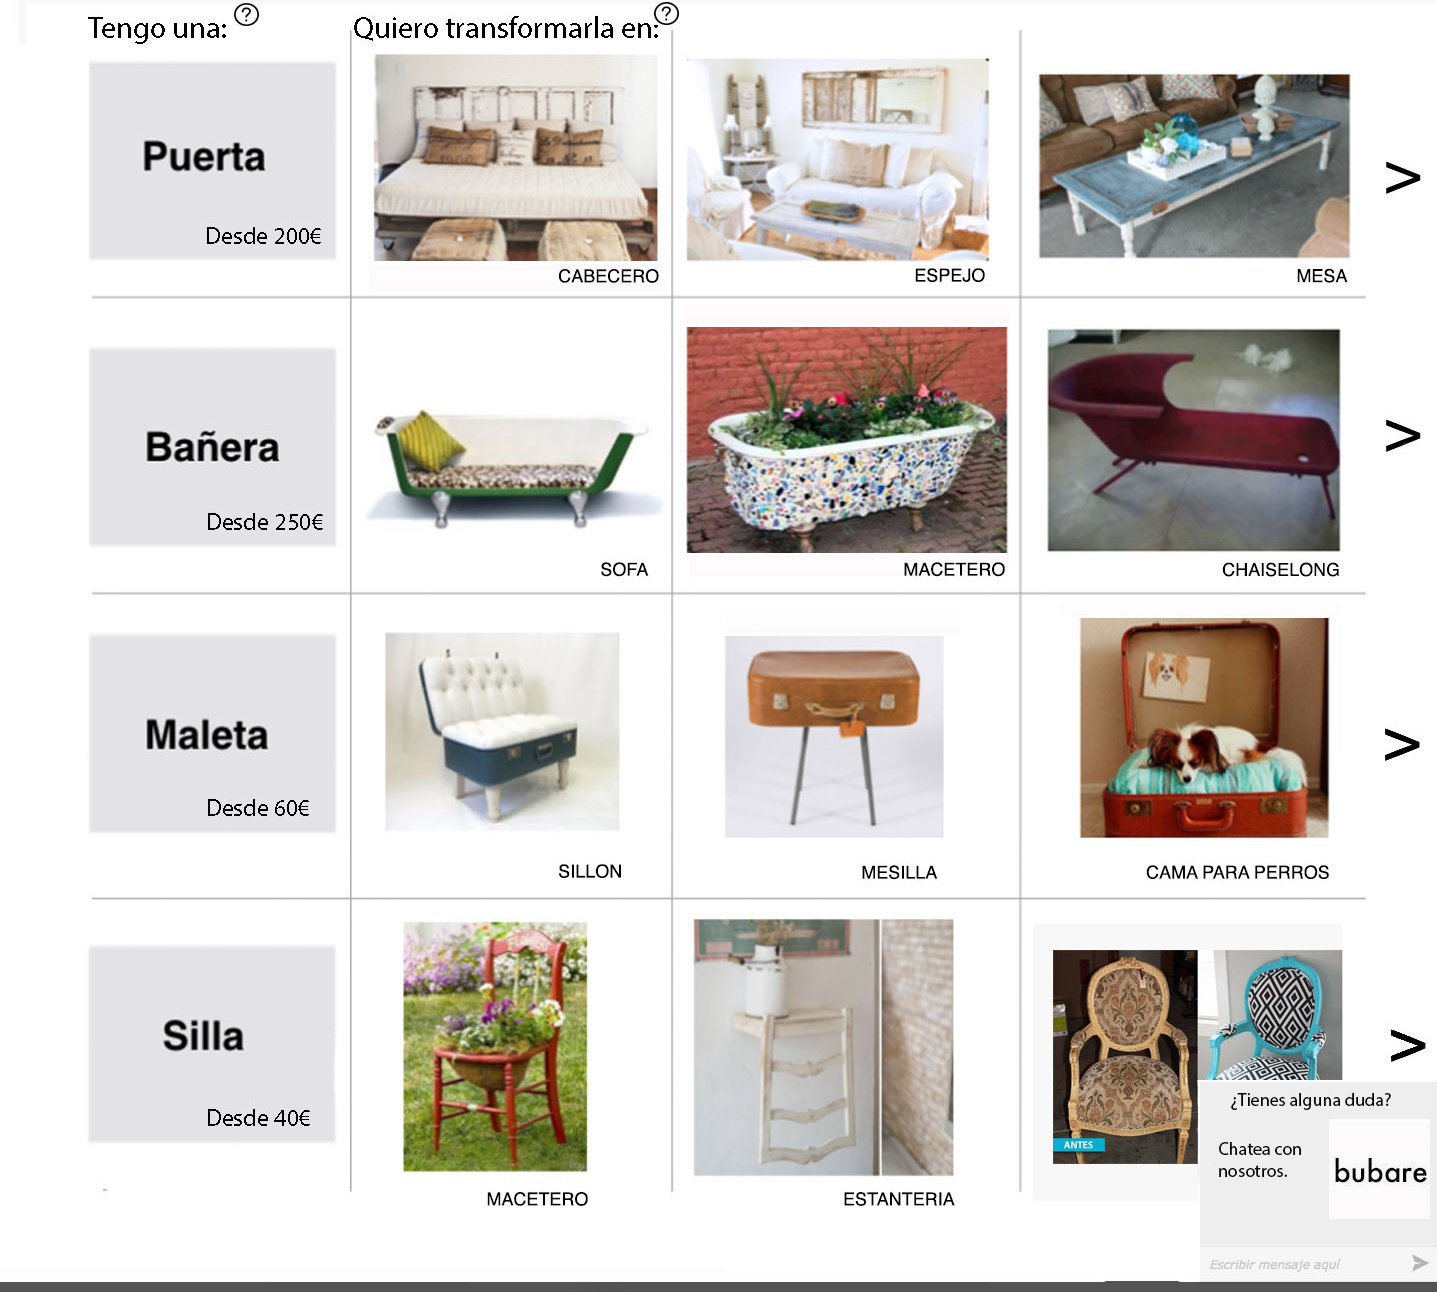 Tengo una: ?
Quiero transformarla en: ?
Puerta
Desde 200€
CABECERO
ESPEJO
MESA
>
Bañera
Desde 250€
SOFA
MACETERO
CHAISELONG
>
Maleta
Desde 60€
SILLON
MESILLA
CAMA PARA PERROS
>
Silla
Desde 40€
MACETERO
ESTANTERIA
ANTES
>
¿Tienes alguna duda?
Chatea con
nosotros.
bubare
Escribir mensaje aquí